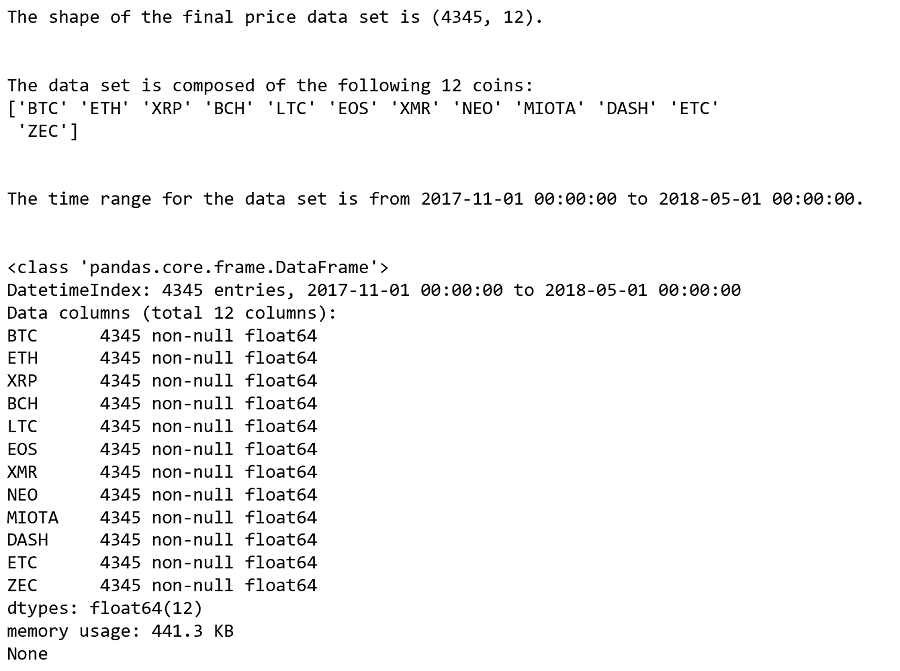 The shape of the final price data set is (4345, 12).
The data set is composed of the following 12 coins:
['BTC' 'ETH' 'XRP' 'BCH' 'LTC' 'EOS' 'XMR' 'NEO' 'MIOTA' 'DASH' 'ETC'
 'ZEC']
The time range for the data set is from 2017-11-01 00:00:00 to 2018-05-01 00:00:00.
<class 'pandas.core.frame.DataFrame'>
DatetimeIndex: 4345 entries, 2017-11-01 00:00:00 to 2018-05-01 00:00:00
Data columns (total 12 columns):
BTC      4345 non-null float64
ETH      4345 non-null float64
XRP      4345 non-null float64
BCH      4345 non-null float64
LTC      4345 non-null float64
EOS      4345 non-null float64
XMR      4345 non-null float64
NEO      4345 non-null float64
MIOTA    4345 non-null float64
DASH     4345 non-null float64
ETC      4345 non-null float64
ZEC      4345 non-null float64
dtypes: float64(12)
memory usage: 441.3 KB
None